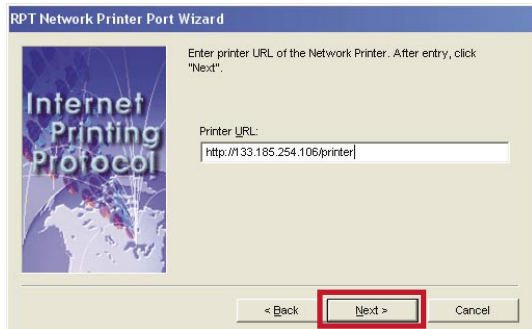 RPT Network Printer Port Wizard
Enter printer URL of the Network Printer. After entry, click
"Next".
Internet
Printing
Protocol
Printer URL:
http://133.185.254.106/printer
< Back
Next >
Cancel